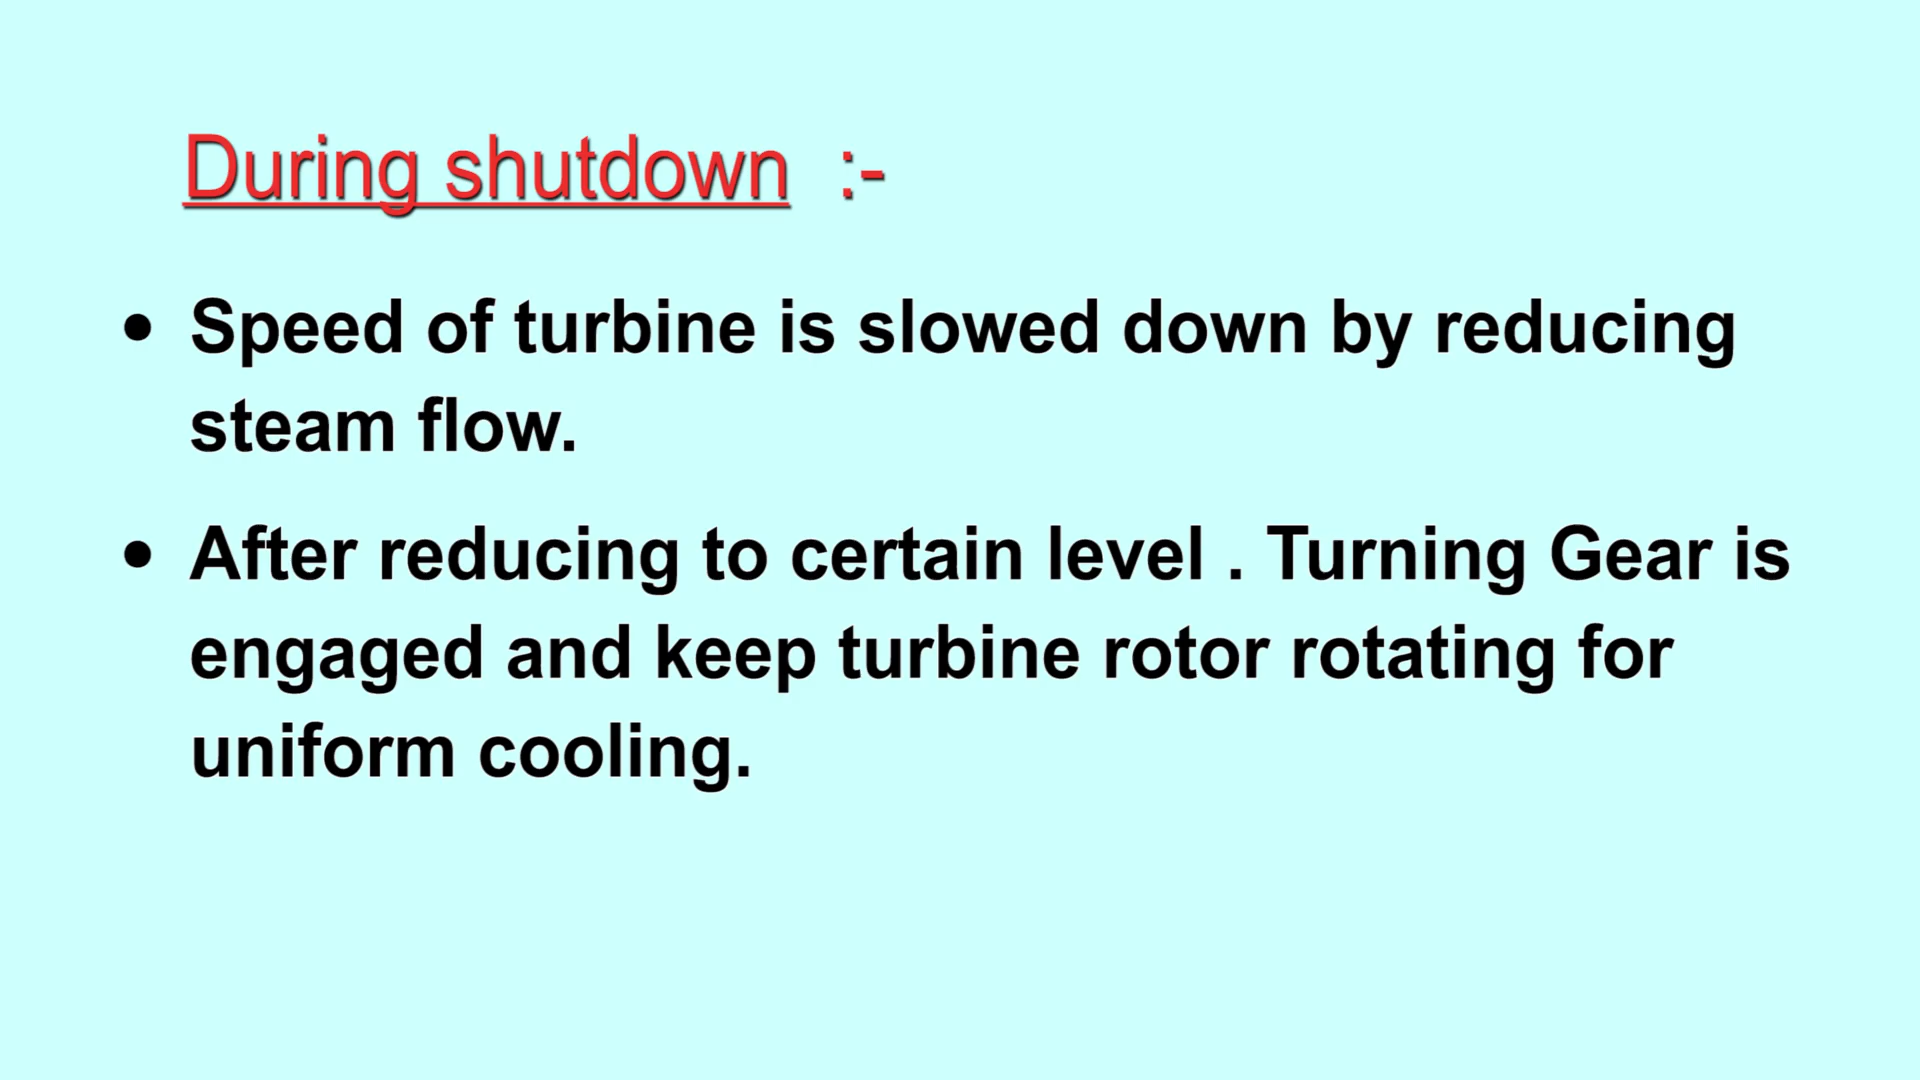 During shutdown :-
• Speed of turbine is slowed down by reducing
steam flow.
• After reducing to certain level . Turning Gear is
engaged and keep turbine rotor rotating for
uniform cooling.